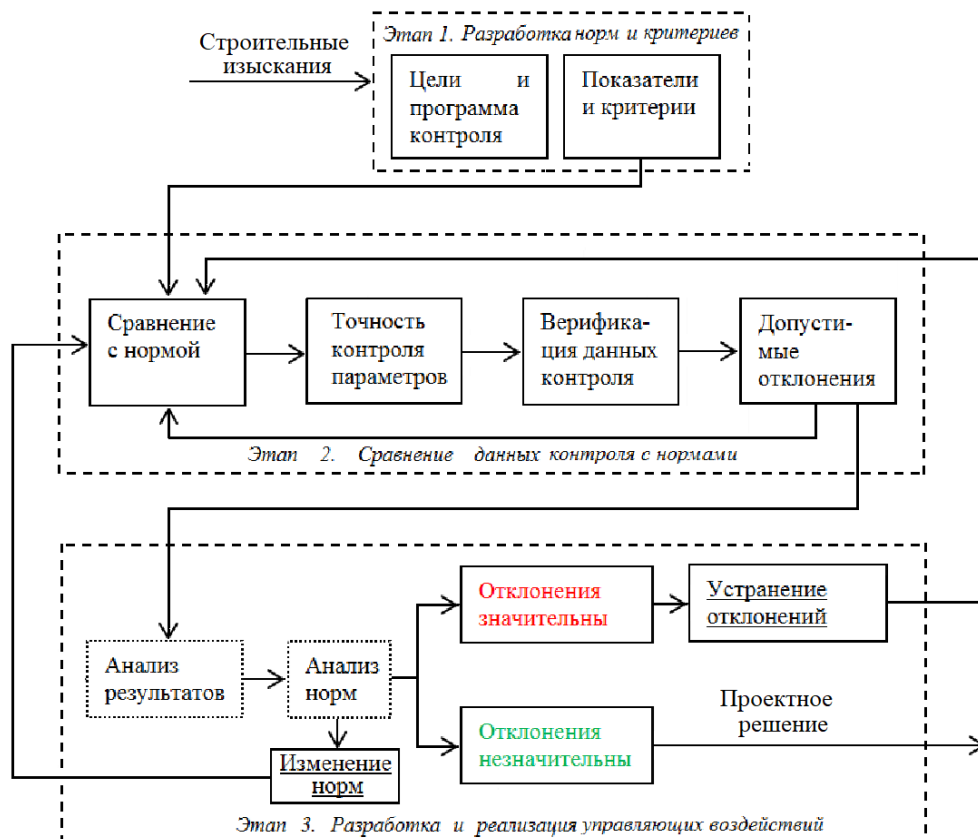 Этап 1. Разработка норм и критериев
Строительные
изыскания
Цели и
программа
контроля
Показатели
и критерии
Сравнение
с нормой
Точность
контроля
параметров
Верифика-
ция данных
контроля
Допусти-
мые
отклонения
Этап 2. Сравнение данных контроля с нормами
Отклонения
значительны
Устранение
отклонений
Анализ
результатов
Анализ
норм
Проектное
решение
Отклонения
незначительны
Изменение
норм
Этап 3. Разработка и реализация управляющих воздействий